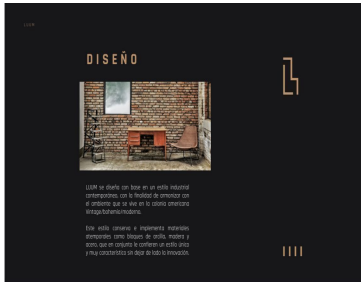 LUUM
DISEÑO
LUUM se diseña con base en un estilo industrial
contemporáneo, con la finalidad de armonizar con
el ambiente que se vive en la colonia americana
Vintage/bohemio/moderno.
Este estilo conserva e implementa materiales
atemporales como bloques de arcilla, madera y
acero, que en conjunto le confieren un estilo único
y muy característico sin dejar de lado la innovación.